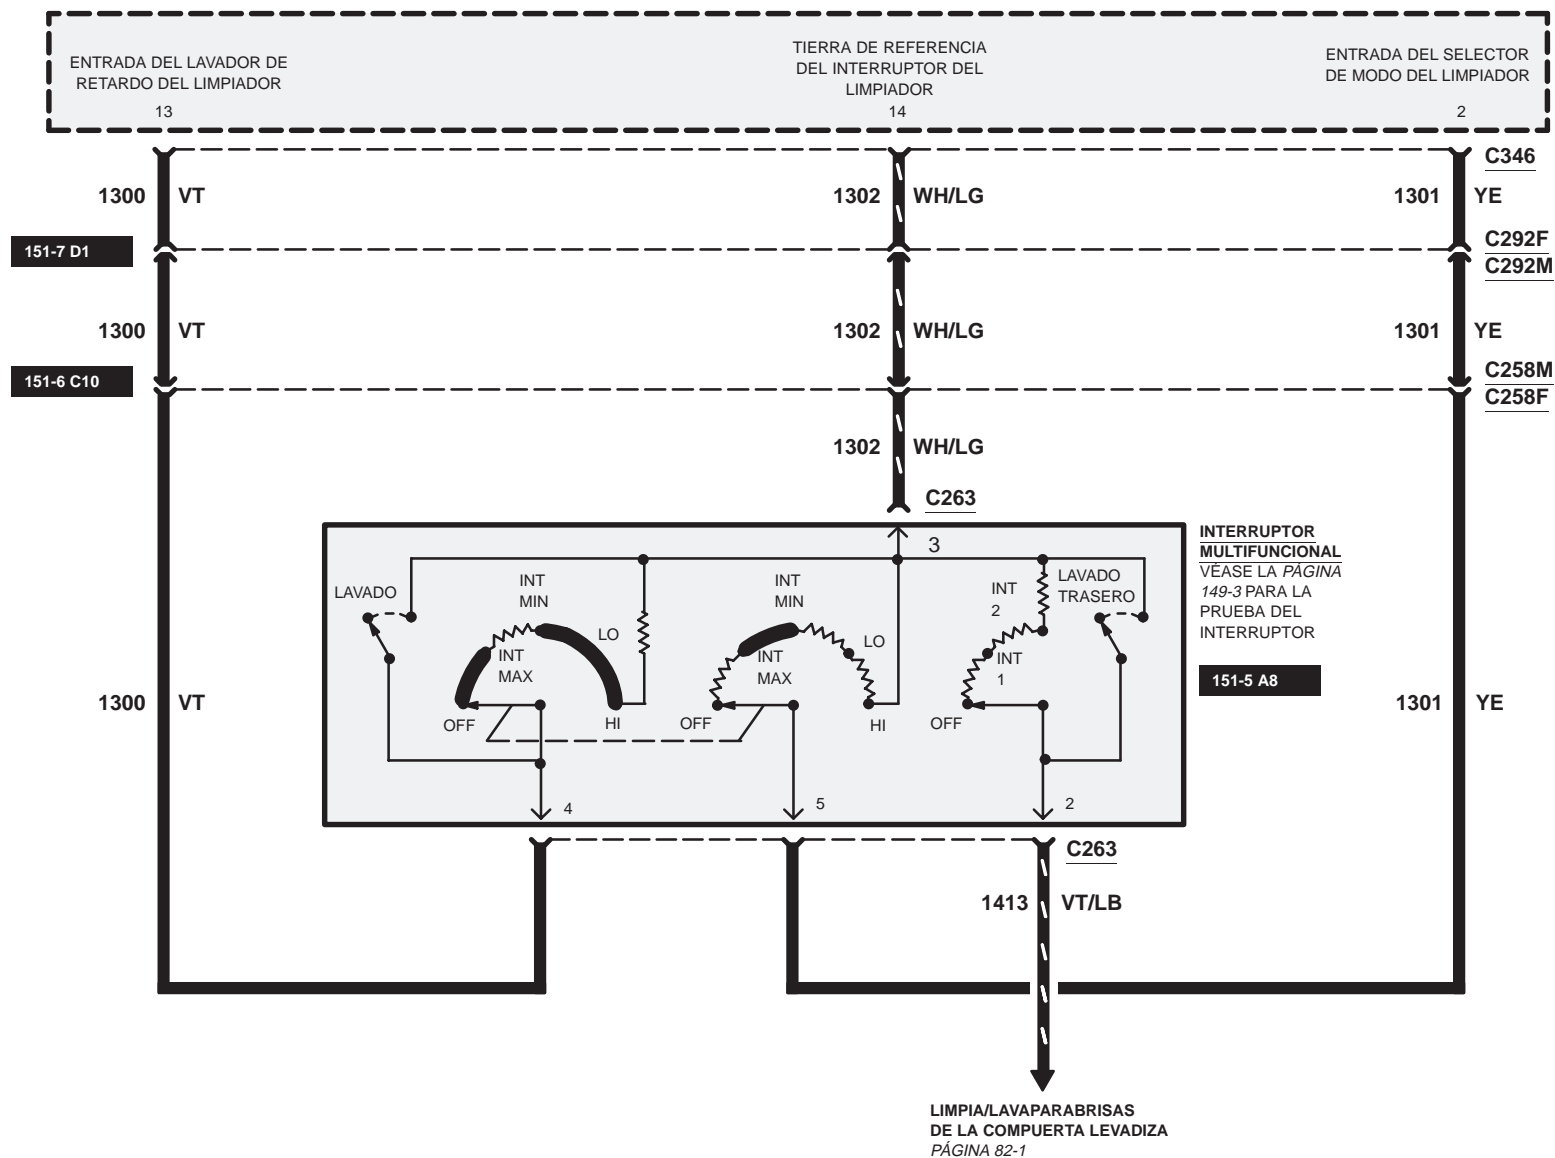 ENTRADA DEL LAVADOR DE
RETARDO DEL LIMPIADOR
13
TIERRA DE REFERENCIA
DEL INTERRUPTOR DEL
LIMPIADOR
14
ENTRADA DEL SELECTOR
DE MODO DEL LIMPIADOR
2
C346
1300 VT
1302 WH/LG
1301 YE
151-7 D1
C292F
C292M
1300 VT
1302 WH/LG
1301 YE
151-6 C10
C258M
C258F
1302 WH/LG
C263
3
INTERRUPTOR
MULTIFUNCIONAL
VÉASE LA PÁGINA
149-3 PARA LA
PRUEBA DEL
INTERRUPTOR
151-5 A8
LAVADO
INT
MIN
LO
INT
MAX
OFF
HI
INT
MIN
LO
INT
MAX
OFF
HI
INT
2
LAVADO
TRASERO
INT
1
OFF
1300 VT
1301 YE
4
5
2
C263
1413 VT/LB
LIMPIA/LAVAPARABRISAS
DE LA COMPUERTA LEVADIZA
PÁGINA 82-1